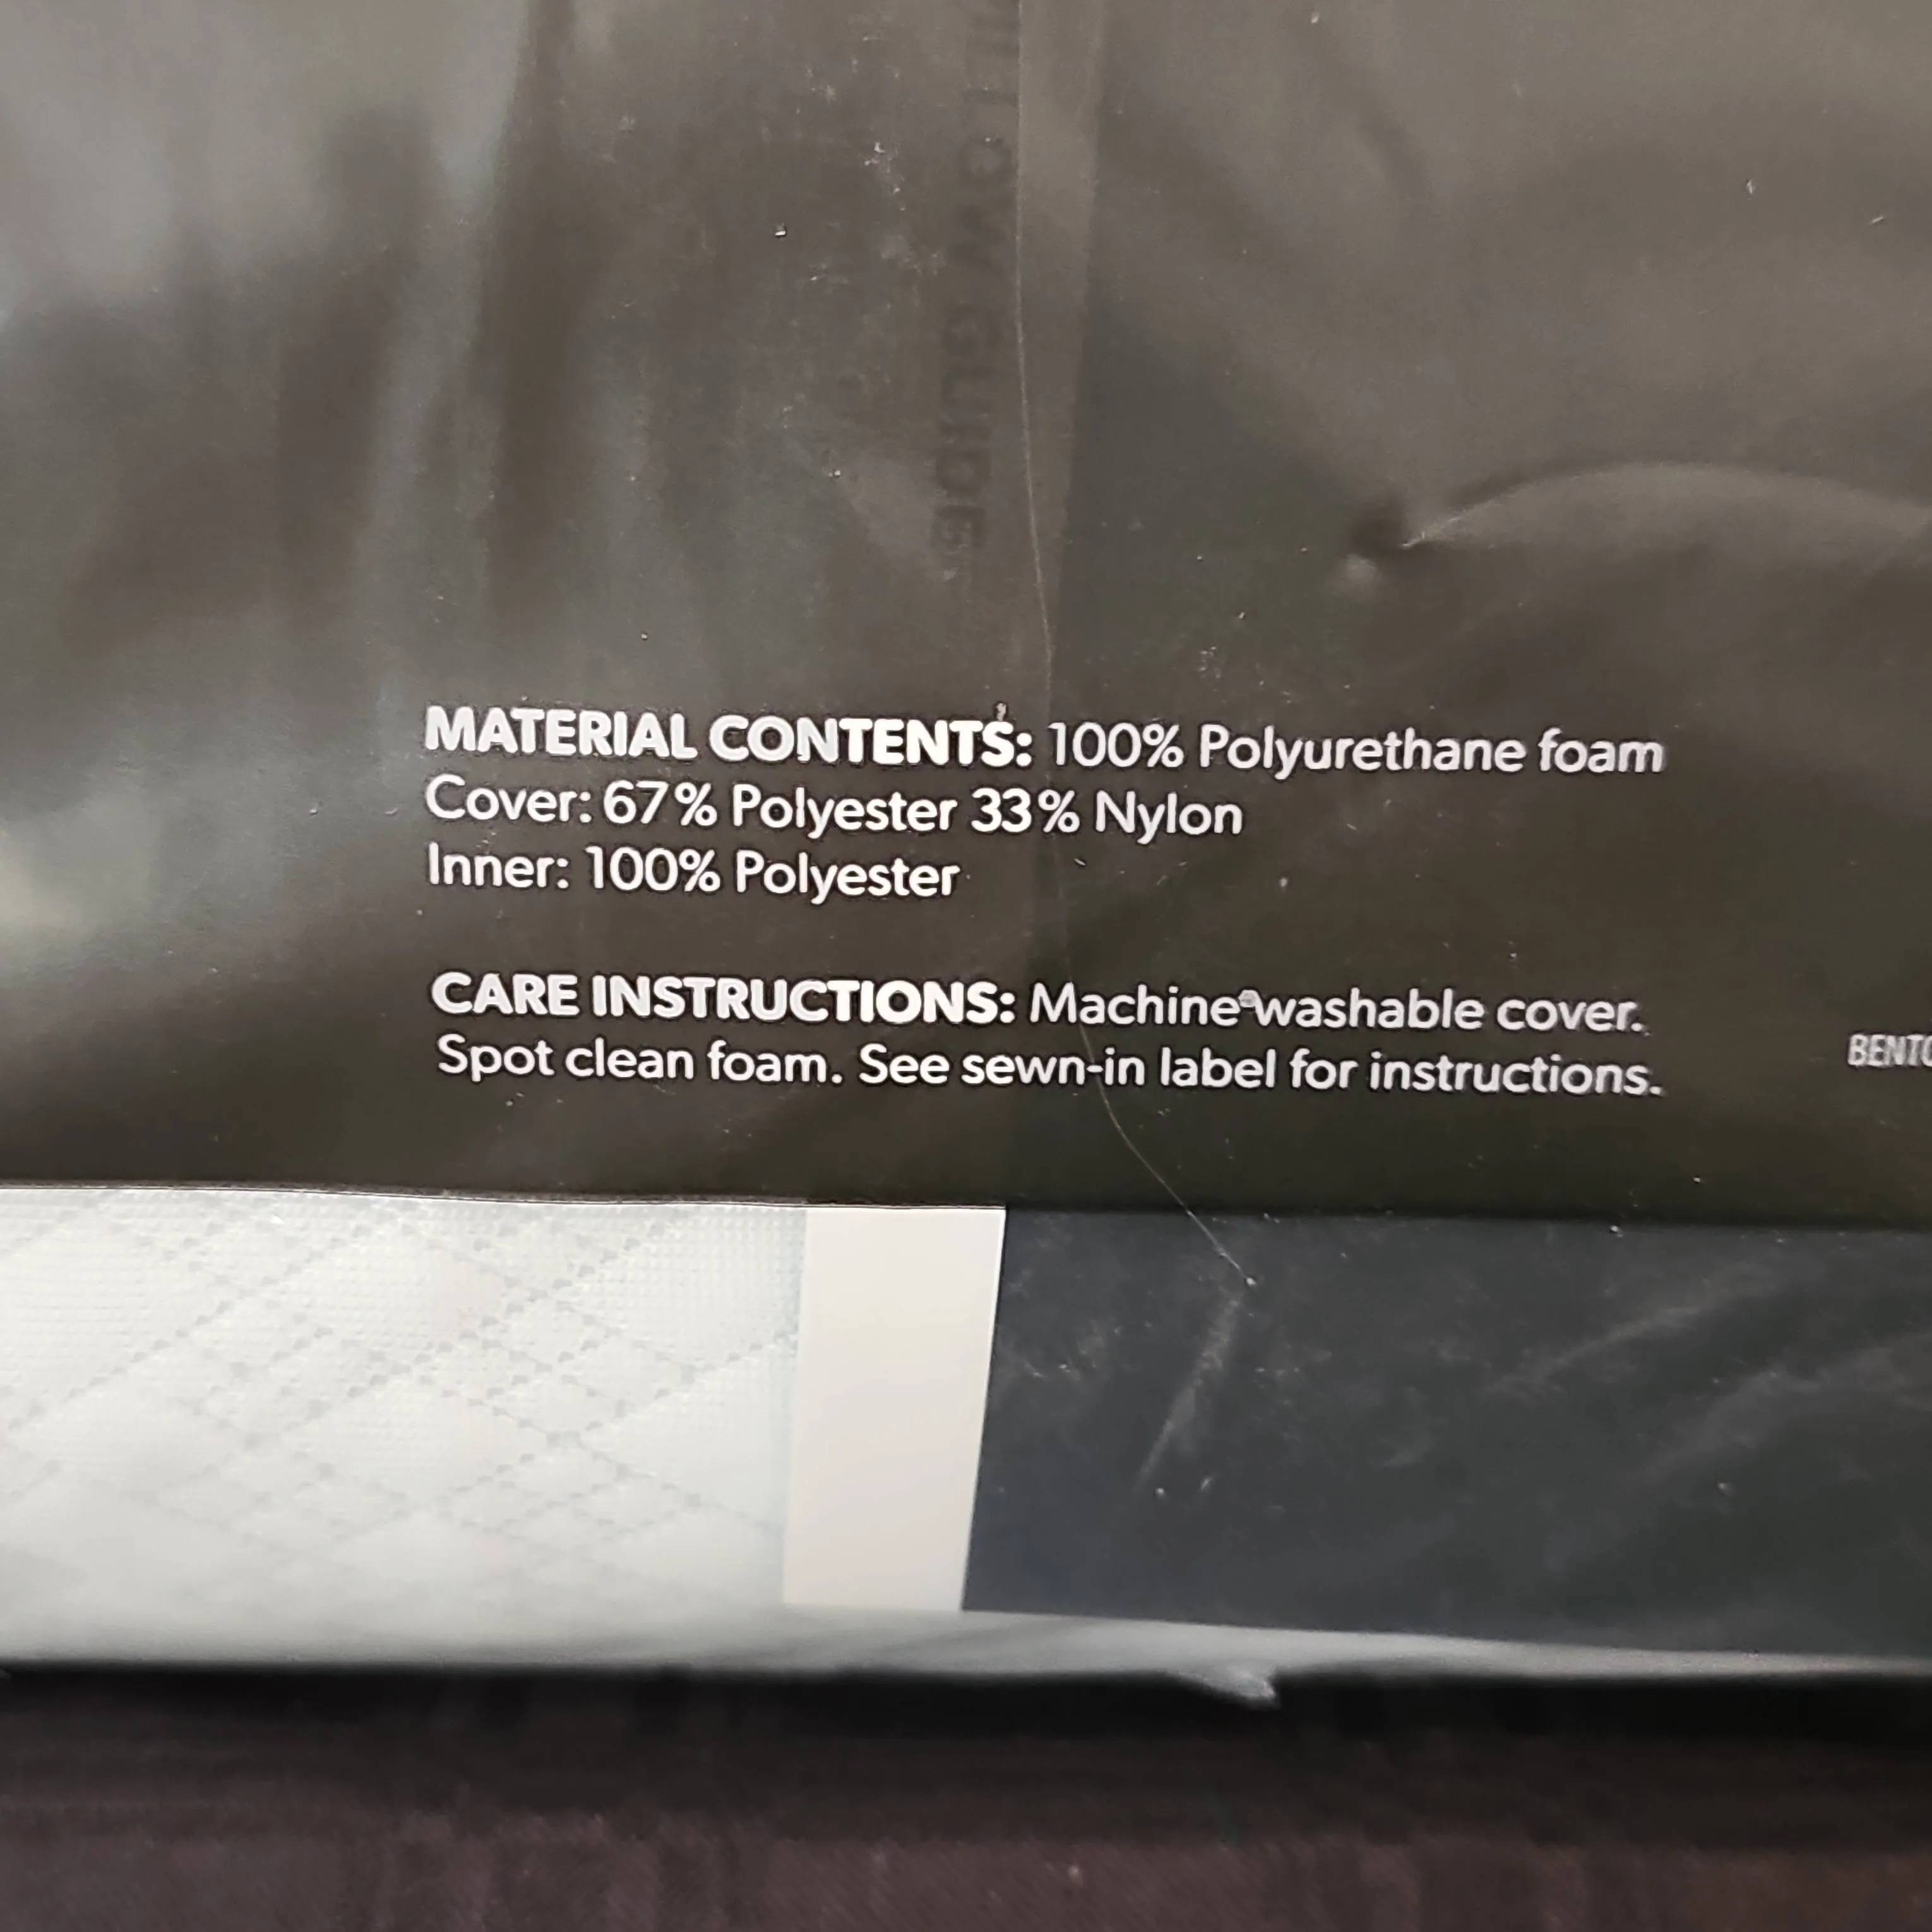 MATERIAL CONTENTS: 100% Polyurethane foam
Cover: 67% Polyester 33% Nylon
Inner: 100% Polyester
CARE INSTRUCTIONS: Machine washable cover.
Spot clean foam. See sewn-in label for instructions.
GUIDE